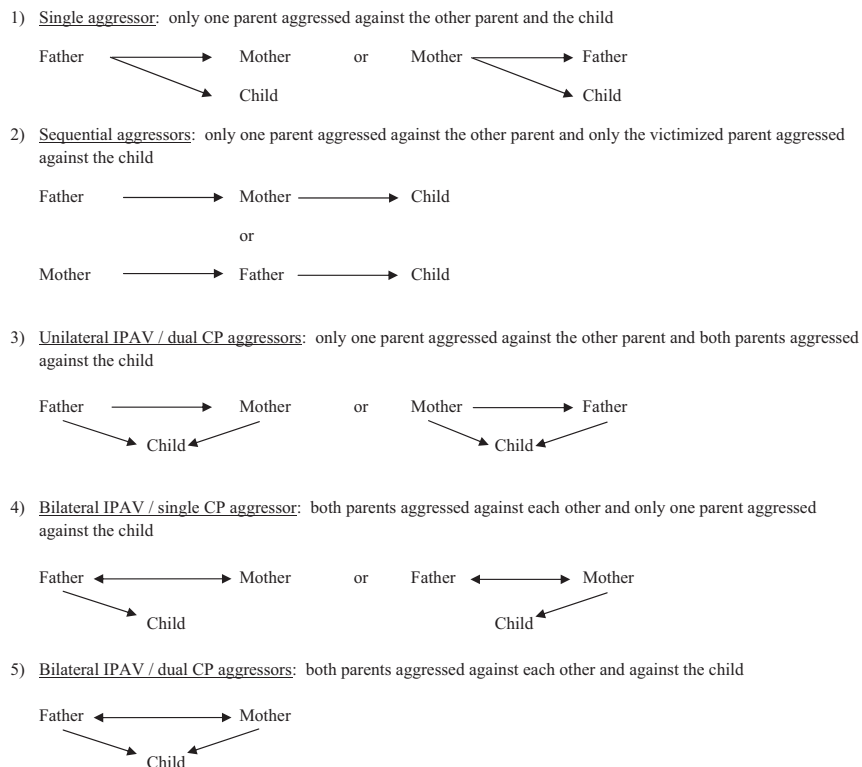 1) Single aggressor: only one parent aggressed against the other parent and the child
Father Mother or Mother Father
Child Child
2) Sequential aggressors: only one parent aggressed against the other parent and only the victimized parent aggressed
against the child
Father Mother Child
or
Mother Father Child
3) Unilateral IPAV / dual CP aggressors: only one parent aggressed against the other parent and both parents aggressed
against the child
Father Mother or Mother Father
Child Child
4) Bilateral IPAV / single CP aggressor: both parents aggressed against each other and only one parent aggressed
against the child
Father Mother or Father Mother
Child Child
5) Bilateral IPAV / dual CP aggressors: both parents aggressed against each other and against the child
Father Mother
Child